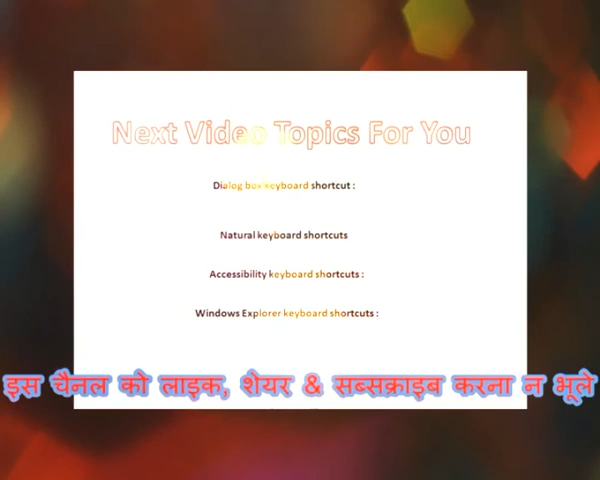 Next Video Topics For You
Dialog box keyboard shortcut :
Natural keyboard shortcuts
Accessibility keyboard shortcuts :
Windows Explorer keyboard shortcuts :
इस चैनल को लाइक, शेयर & सब्सक्राइब करना न भूले